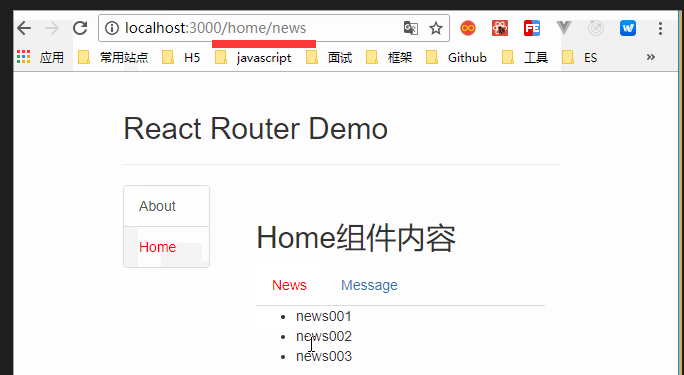 localhost:3000/home/news
应用 常用站点 H5 javascript 面试 框架 Github 工具 ES »
React Router Demo
About
Home
Home组件内容
News Message
news001
news002
news003